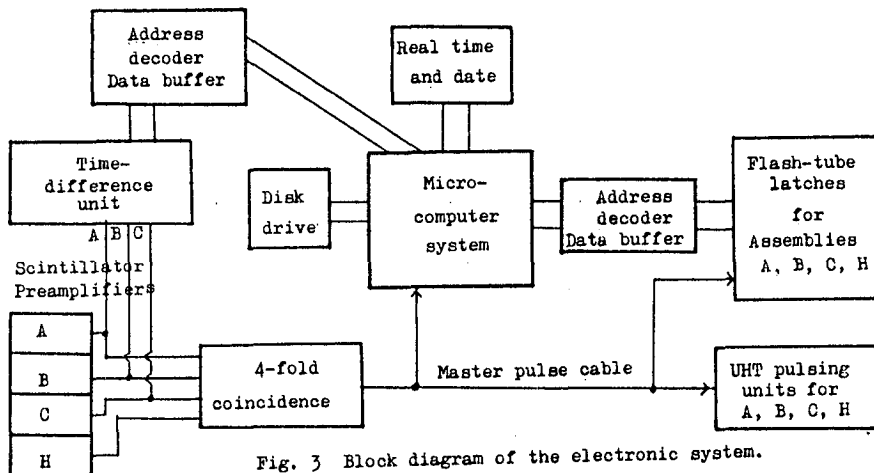 Address
decoder
Data buffer
Real time
and date
Time-
difference
unit
A B C
Disk
drive
Micro-
computer
system
Address
decoder
Data buffer
Flash-tube
latches
for
Assemblies
A, B, C, H
Scintillator
Preamplifiers
A
B
C
H
4-fold
coincidence
Master pulse cable
UHT pulsing
units for
A, B, C, H
Fig. 3 Block diagram of the electronic system.